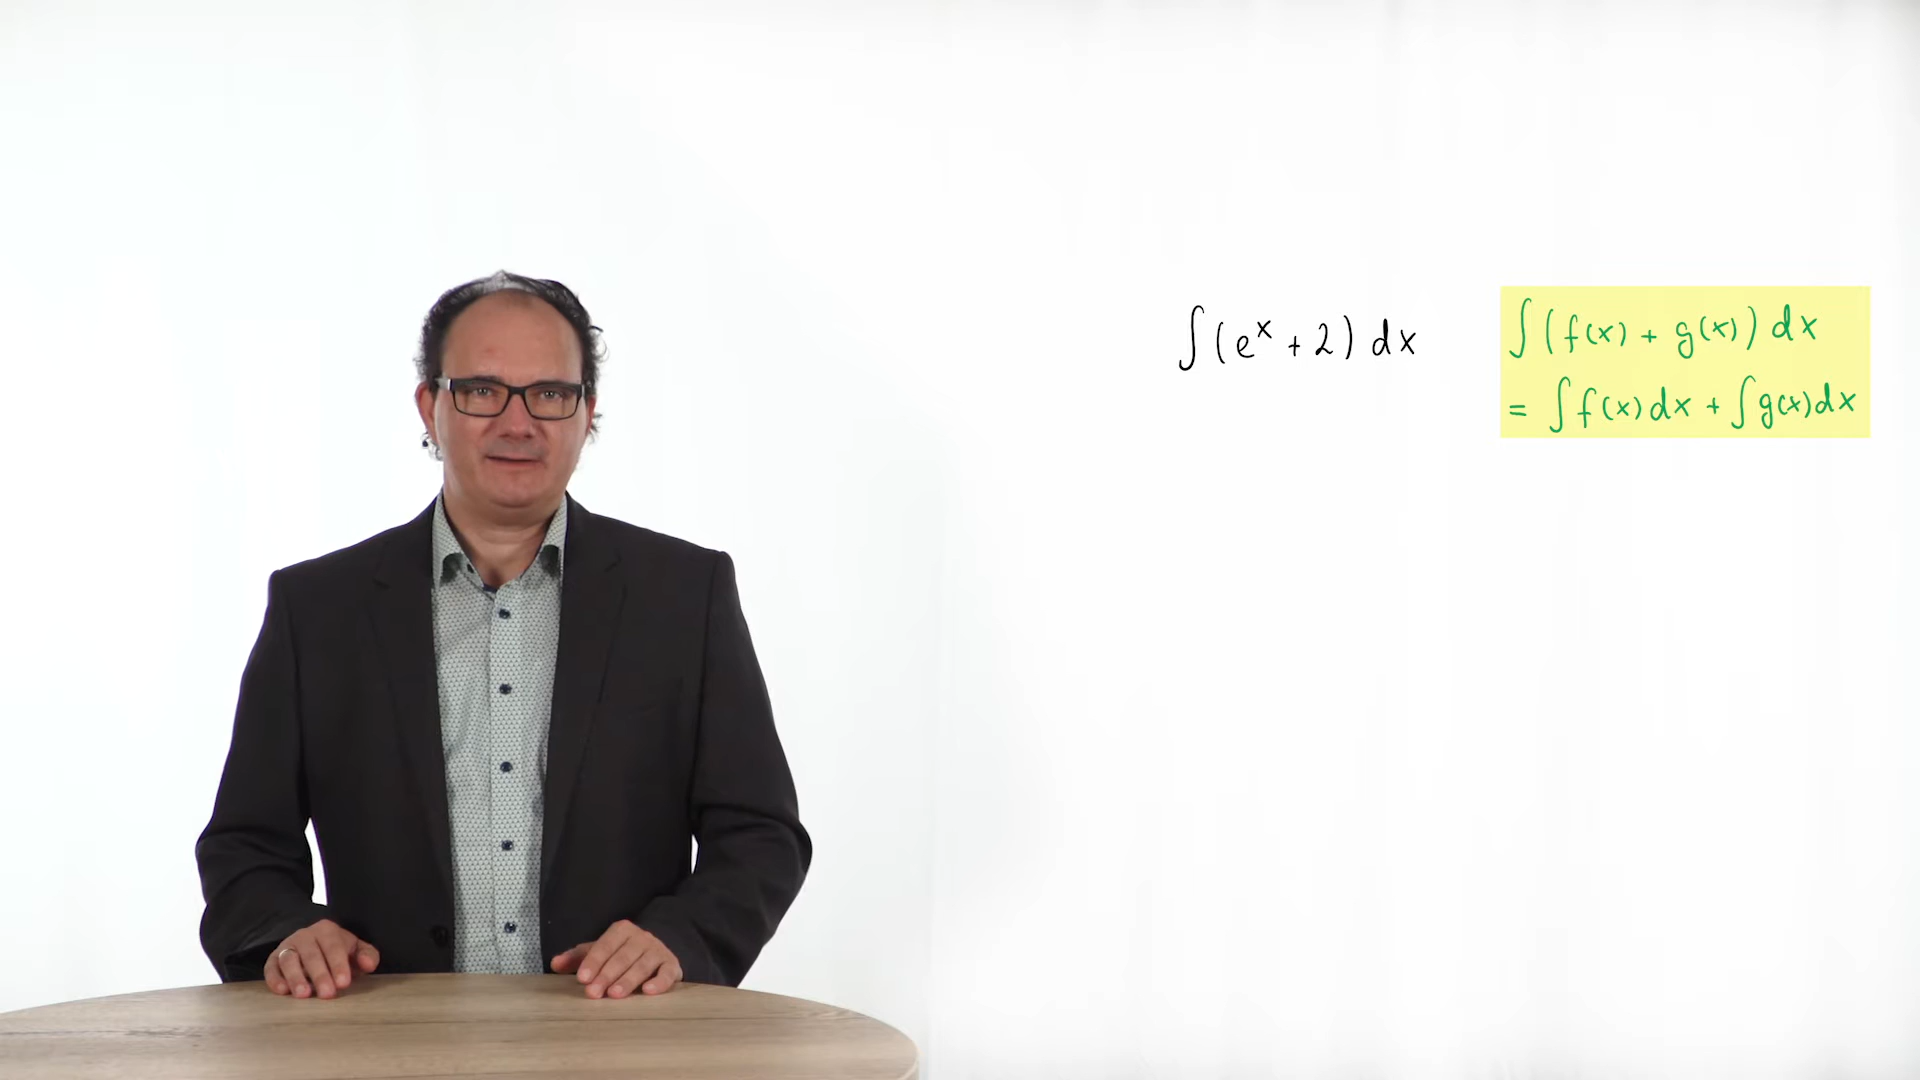 ∫(eˣ + 2) dx
∫(f(x) + g(x)) dx
= ∫f(x)dx + ∫g(x)dx